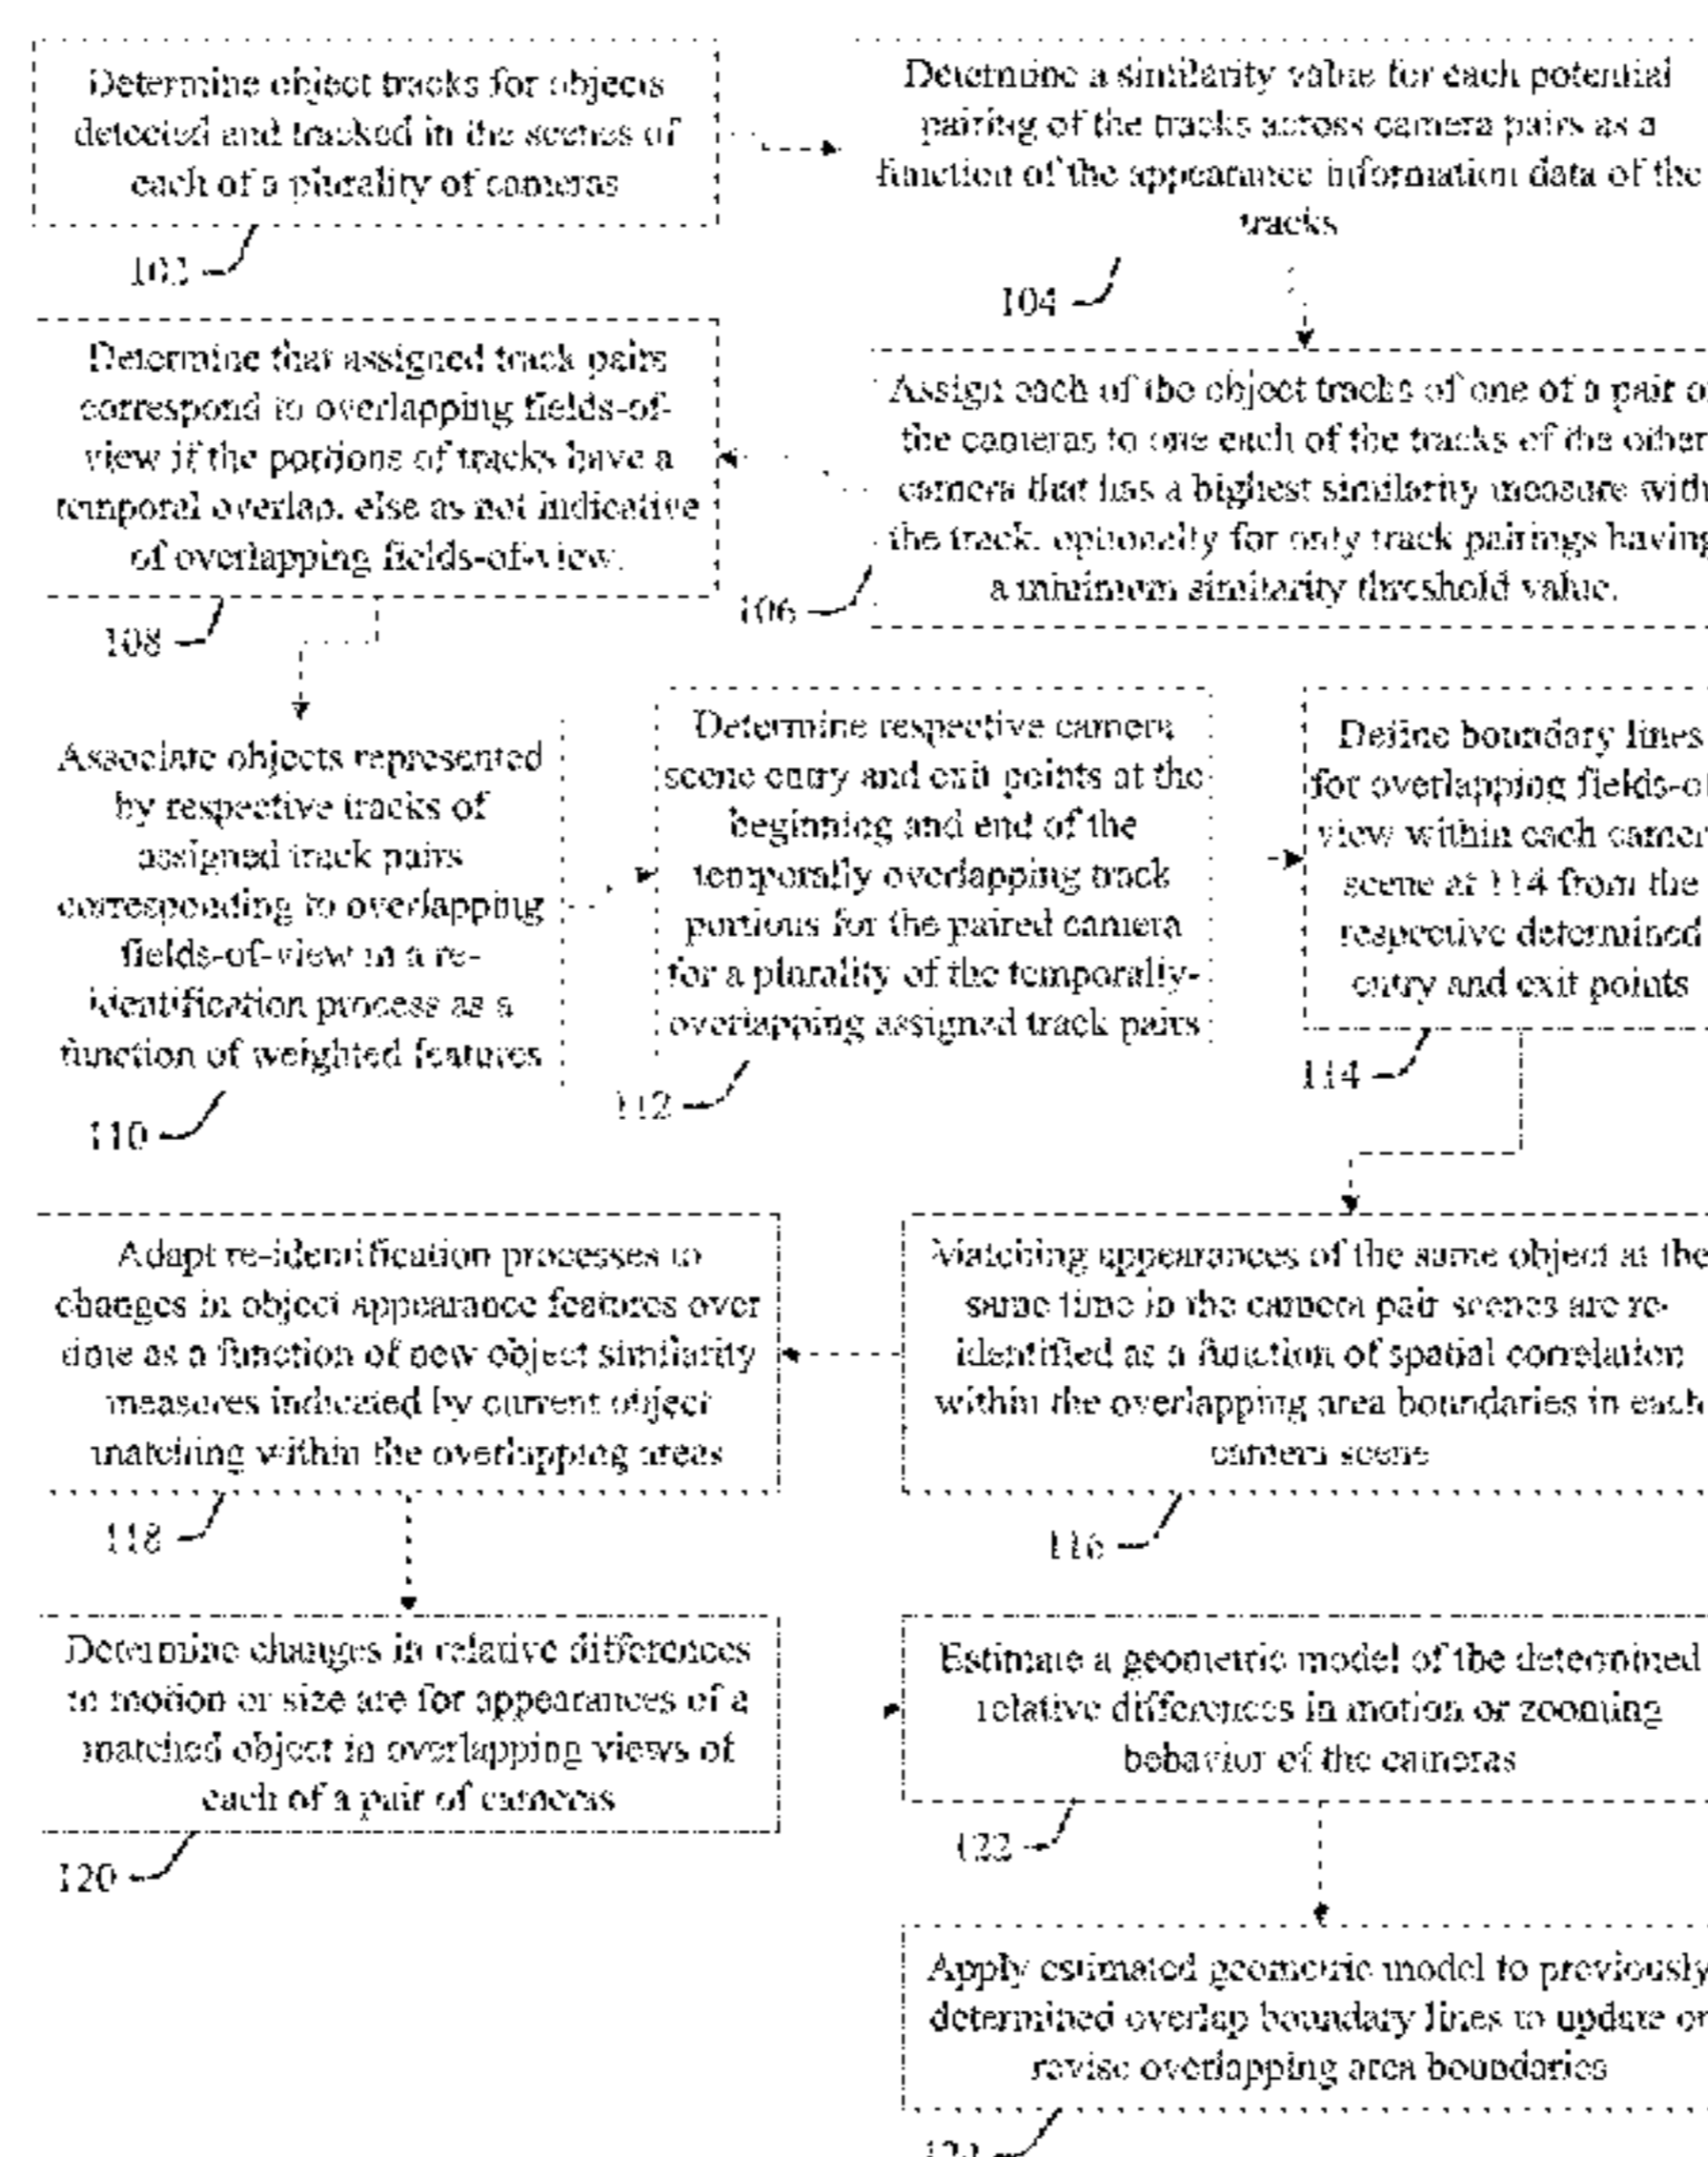 Determine object tracks for objects
detected and tracked in the scenes of
each of a plurality of cameras
102
Determine a similarity value for each potential
pairing of the tracks across camera pairs as a
function of the appearance information data of the
tracks
104
Assign each of the object tracks of one of a pair o
the cameras to one each of the tracks of the other
camera that has a highest similarity measure with
the track, optionally for only track pairings having
a minimum similarity threshold value.
106
Determine that assigned track pairs
correspond to overlapping fields-of-
view if the portions of tracks have a
temporal overlap, else as not indicative
of overlapping fields-of-view.
108
Associate objects represented
by respective tracks of
assigned track pairs
corresponding to overlapping
fields-of-view in a re-
identification process as a
function of weighted features
110
Determine respective camera
scene entry and exit points at the
beginning and end of the
temporally overlapping track
portions for the paired camera
for a plurality of the temporally-
overlapping assigned track pairs
112
Define boundary lines
for overlapping fields-of
view within each camer
scene at 114 from the
respective determined
entry and exit points
114
Matching appearances of the same object at the
same time in the camera pair scenes are re-
identified as a function of spatial correlation
within the overlapping area boundaries in each
camera scene
116
Adapt re-identification processes to
changes in object appearance features over
time as a function of new object similarity
measures indicated by current object
matching within the overlapping areas
118
Determine changes in relative differences
in motion or size are for appearances of a
matched object in overlapping views of
each of a pair of cameras
120
Estimate a geometric model of the determined
relative differences in motion or zooming
behavior of the cameras
122
Apply estimated geometric model to previously
determined overlap boundary lines to update or
revise overlapping area boundaries